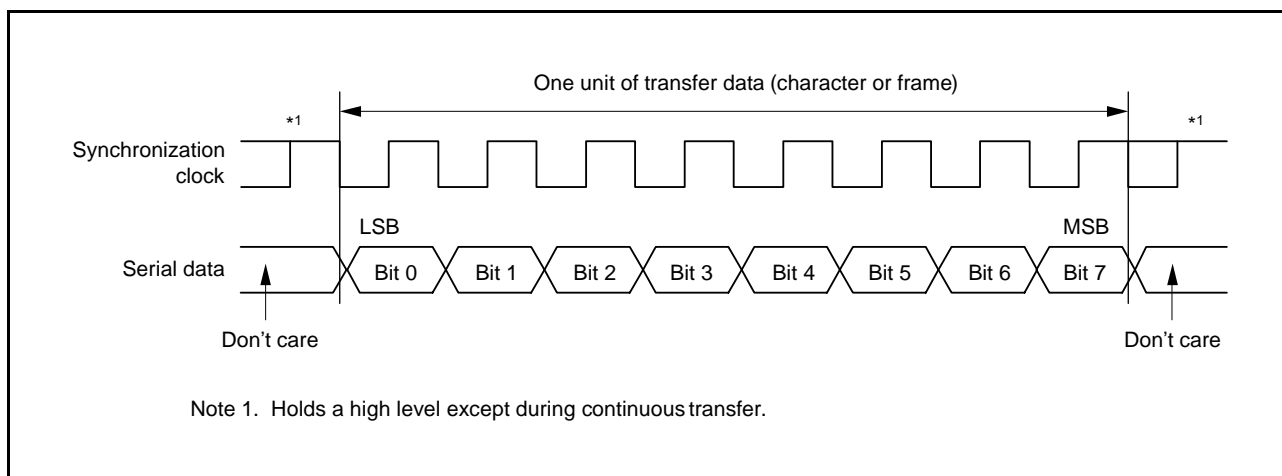 One unit of transfer data (character or frame)
*1
*1
Synchronization
clock
LSB
MSB
Serial data
Bit 0
Bit 1
Bit 2
Bit 3
Bit 4
Bit 5
Bit 6
Bit 7
Don't care
Don't care
Note 1. Holds a high level except during continuous transfer.